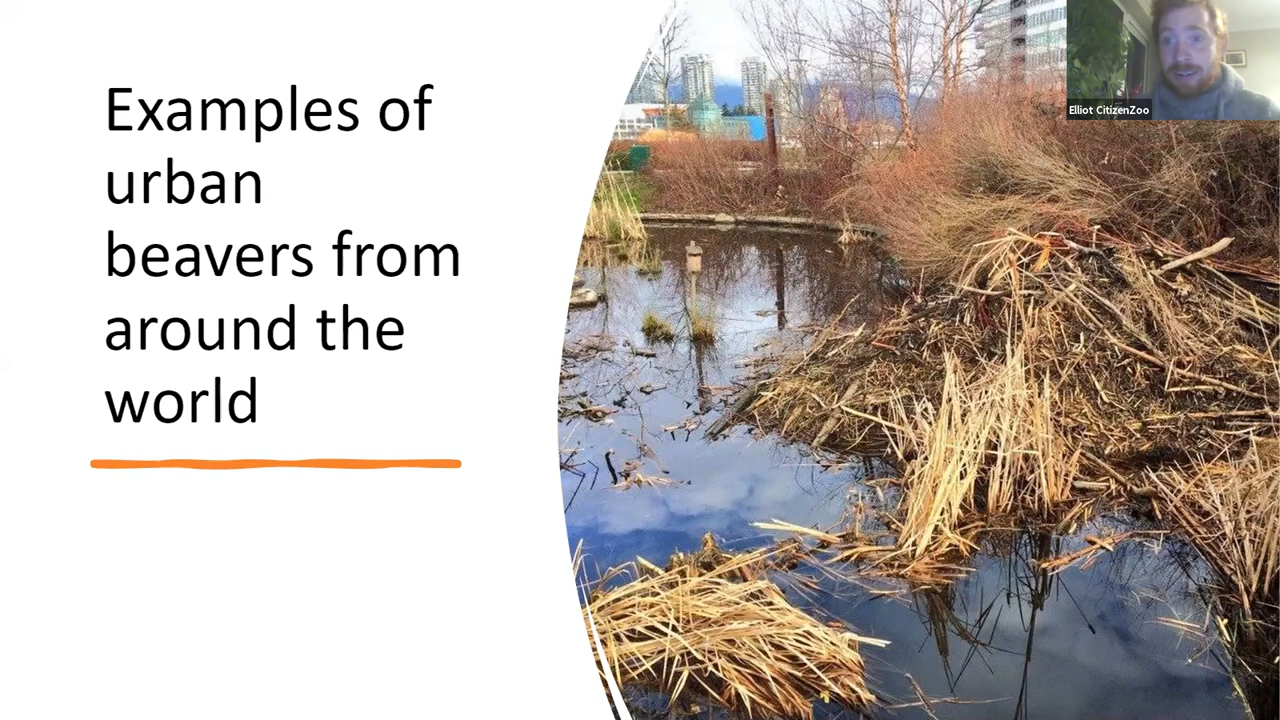 Examples of
urban
beavers from
around the
world
Elliot CitizenZoo